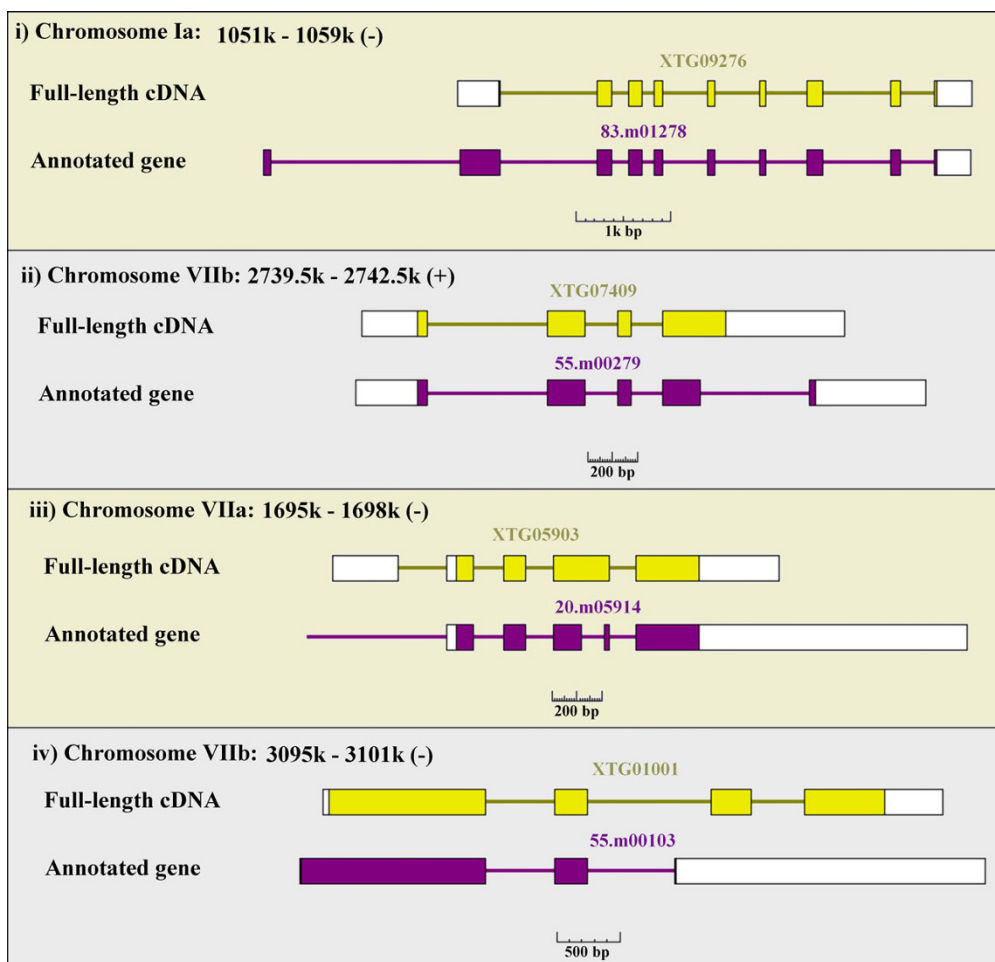 i) Chromosome Ia: 1051k - 1059k (-)
XTG09276
Full-length cDNA
83.m01278
Annotated gene
1k bp
ii) Chromosome VIIb: 2739.5k - 2742.5k (+)
XTG07409
Full-length cDNA
55.m00279
Annotated gene
200 bp
iii) Chromosome VIIa: 1695k - 1698k (-)
XTG05903
Full-length cDNA
20.m05914
Annotated gene
200 bp
iv) Chromosome VIIb: 3095k - 3101k (-)
XTG01001
Full-length cDNA
55.m00103
Annotated gene
500 bp